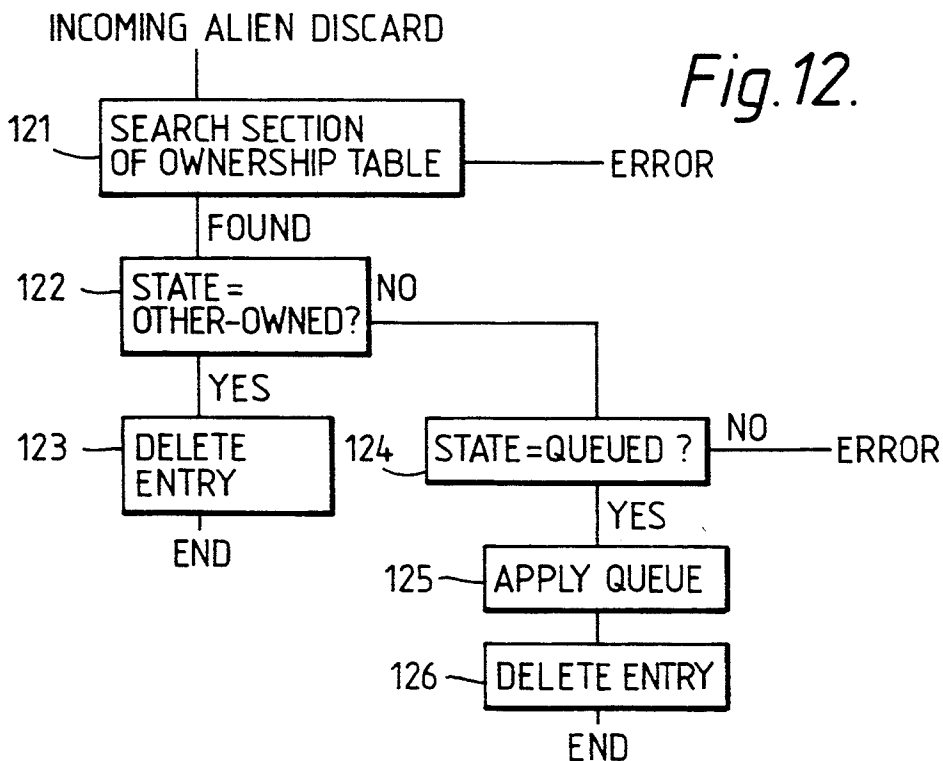 INCOMING ALIEN DISCARD
Fig.12.
121
SEARCH SECTION
OF OWNERSHIP TABLE
ERROR
FOUND
122
STATE =
OTHER-OWNED?
NO
YES
123
DELETE
ENTRY
END
124
STATE=QUEUED ?
NO
ERROR
YES
125
APPLY QUEUE
126
DELETE ENTRY
END